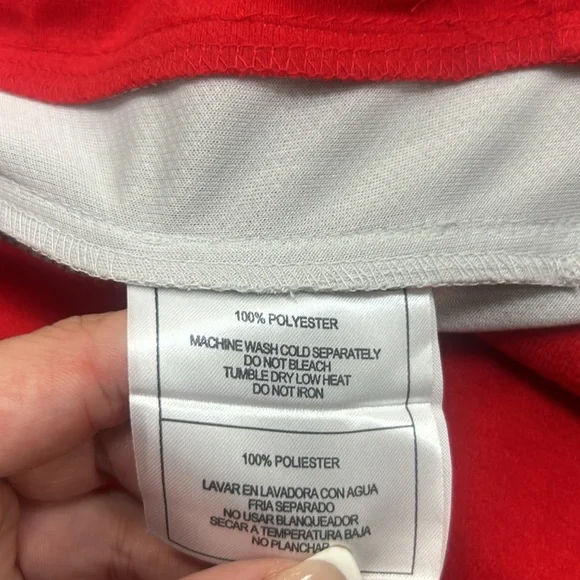 100% POLYESTER
MACHINE WASH COLD SEPARATELY
DO NOT BLEACH
TUMBLE DRY LOW HEAT
DO NOT IRON
100% POLIESTER
LAVAR EN LAVADORA CON AGUA
FRIA SEPARADO
NO USAR BLANQUEADOR
SECAR A TEMPERATURA BAJA
NO PLANCHAR